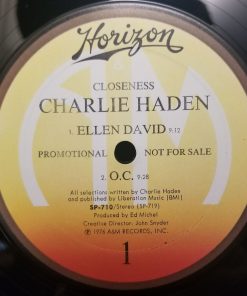 Horizon
CLOSENESS
CHARLIE HADEN
1. ELLEN DAVID 9:12
PROMOTIONAL NOT FOR SALE
2. O.C. 9:28
All selections written by Charlie Haden
and published by Liberation Music (BMI)
SP-710/Stereo (SP-719)
Produced by Ed Michel
Creative Director: John Snyder
Ⓟ 1976 A&M RECORDS, INC.
1